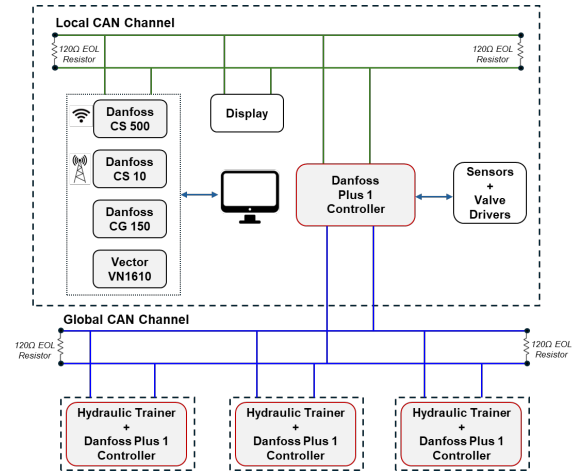 Local CAN Channel
120Ω EOL
Resistor
120Ω EOL
Resistor
Danfoss
CS 500
Display
Danfoss
CS 10
Danfoss
Plus 1
Controller
Sensors
+
Valve
Drivers
Danfoss
CG 150
Vector
VN1610
Global CAN Channel
120Ω EOL
Resistor
120Ω EOL
Resistor
Hydraulic Trainer
+
Danfoss Plus 1
Controller
Hydraulic Trainer
+
Danfoss Plus 1
Controller
Hydraulic Trainer
+
Danfoss Plus 1
Controller